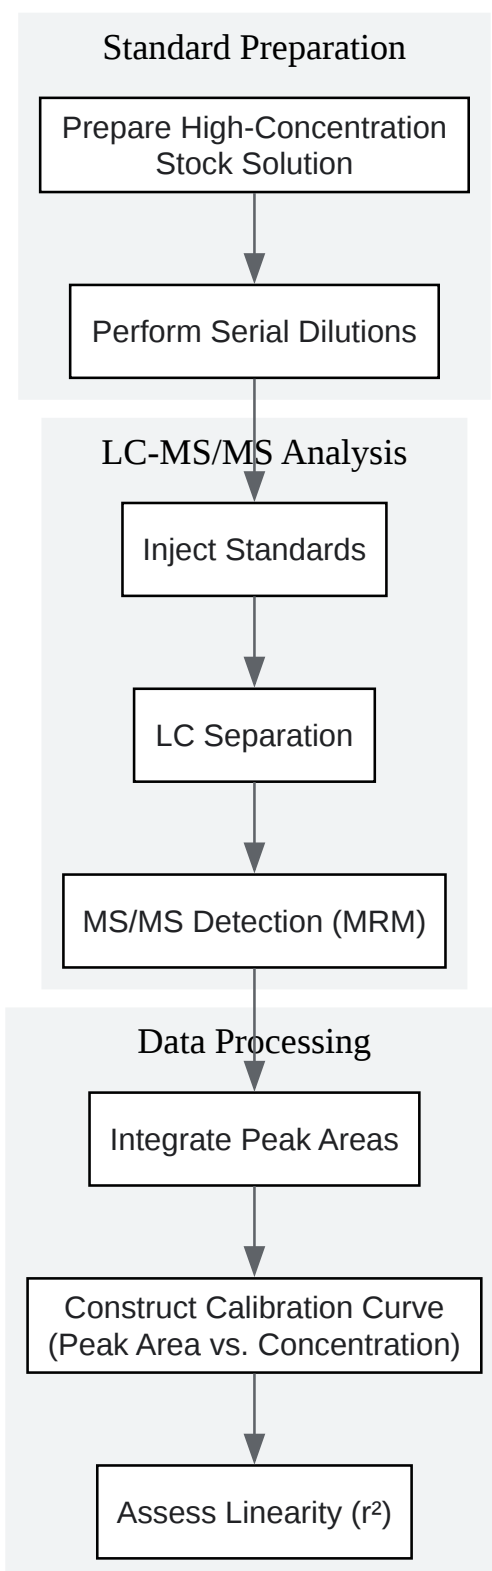 Standard Preparation
Prepare High-Concentration
Stock Solution
Perform Serial Dilutions
LC-MS/MS Analysis
Inject Standards
LC Separation
MS/MS Detection (MRM)
Data Processing
Integrate Peak Areas
Construct Calibration Curve
(Peak Area vs. Concentration)
Assess Linearity (r²)